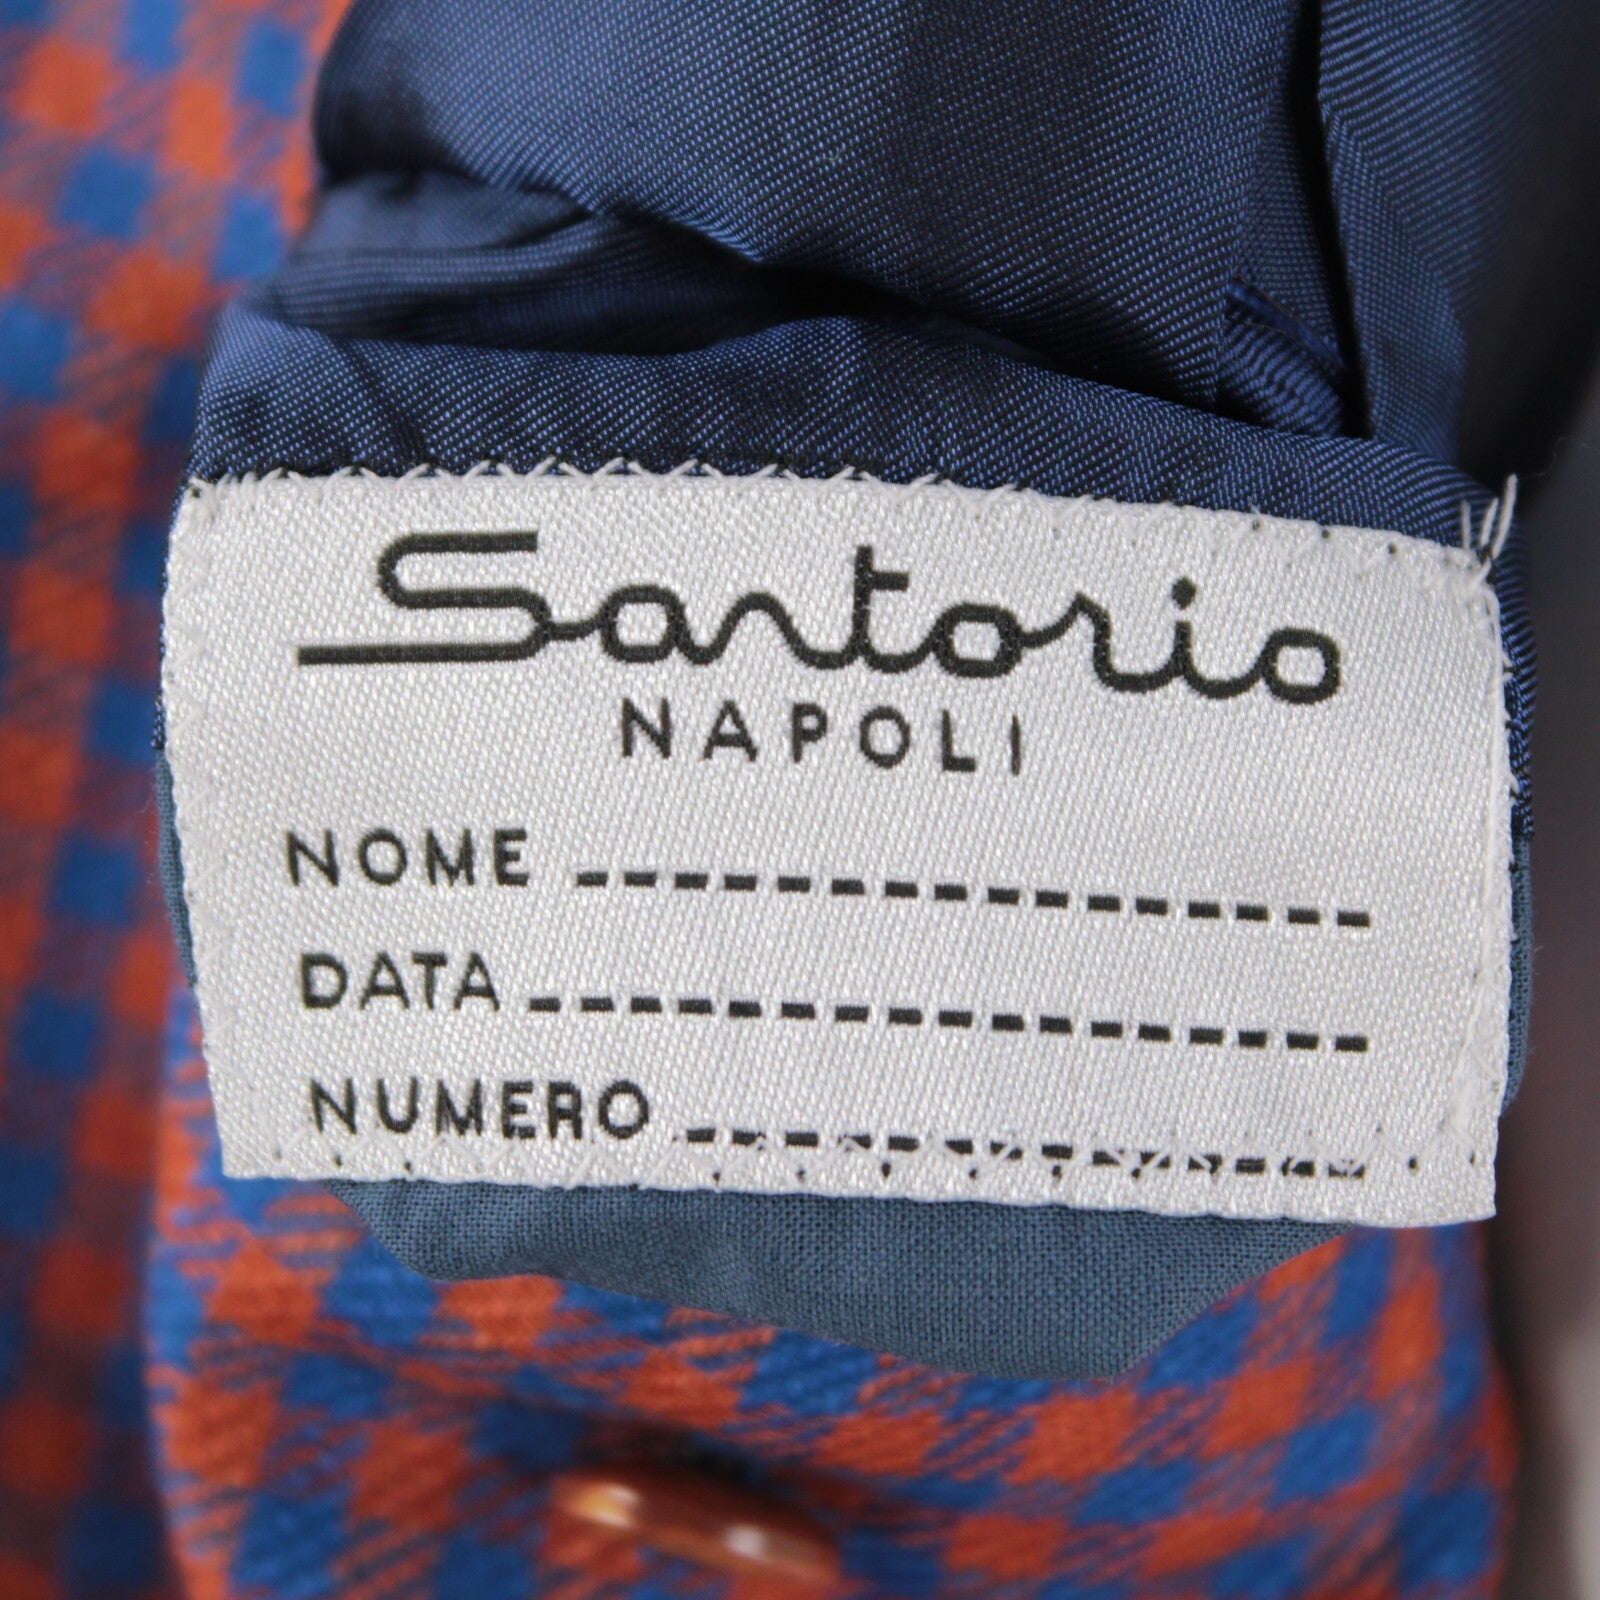 Sartorio
NAPOLI
NOME
DATA
NUMERO